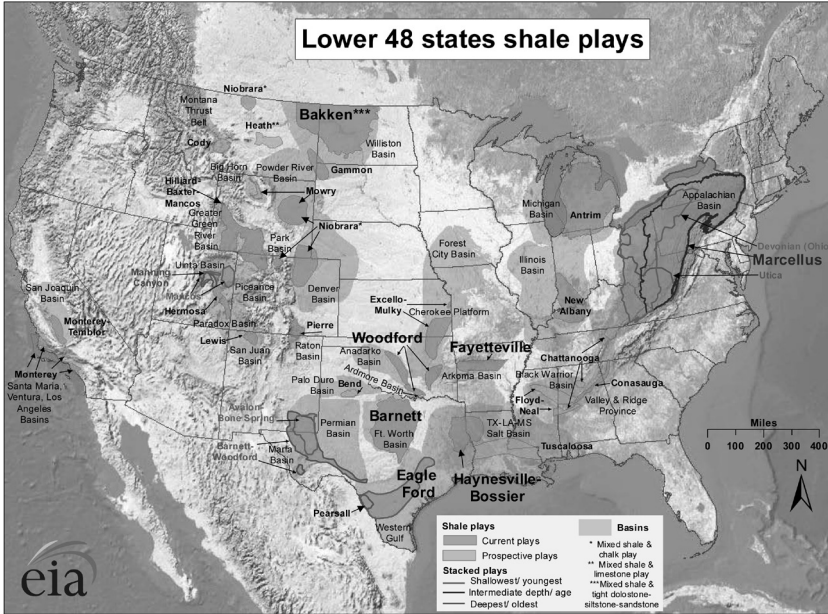 Lower 48 states shale plays
Niobrara*
Montana
Thrust
Belt
Heath**
Bakken***
Williston
Basin
Cody
Big Horn
Basin
Powder River
Basin
Gammon
Hilliard-
Baxter-
Mancos
Mowry
Greater
Green
River
Basin
Niobrara*
Park
Basin
Michigan
Basin
Antrim
Appalachian
Basin
Devonian (Ohio
Marcellus
Utica
Forest
City Basin
Illinois
Basin
Uinta Basin
Manning
Canyon
Mancos
Piceance
Basin
Denver
Basin
San Joaquin
Basin
Monterey-
Temblor
Hermosa
Paradox Basin
Lewis
San Juan
Basin
Pierre
Raton
Basin
Excello-
Mulky
Cherokee Platform
New
Albany
Woodford
Anadarko
Basin
Fayetteville
Chattanooga
Monterey
Santa Maria,
Ventura, Los
Angeles
Basins
Palo Duro
Basin
Bend
Ardmore Basin
Arkoma Basin
Black Warrior
Basin
Conasauga
Floyd-
Neal
Valley & Ridge
Province
Avalon-
Bone Spring
Permian
Basin
Barnett
Ft. Worth
Basin
TX-LA-MS
Salt Basin
Tuscaloosa
Barnett-
Woodford
Marfa
Basin
Eagle
Ford
Haynesville-
Bossier
Pearsall
Western
Gulf
Miles
0 100 200 300 400
N
Shale plays
Current plays
Prospective plays
Stacked plays
Shallowest/ youngest
Intermediate depth/ age
Deepest/ oldest
Basins
* Mixed shale &
chalk play
** Mixed shale &
limestone play
***Mixed shale &
tight dolostone-
siltstone-sandstone
eia